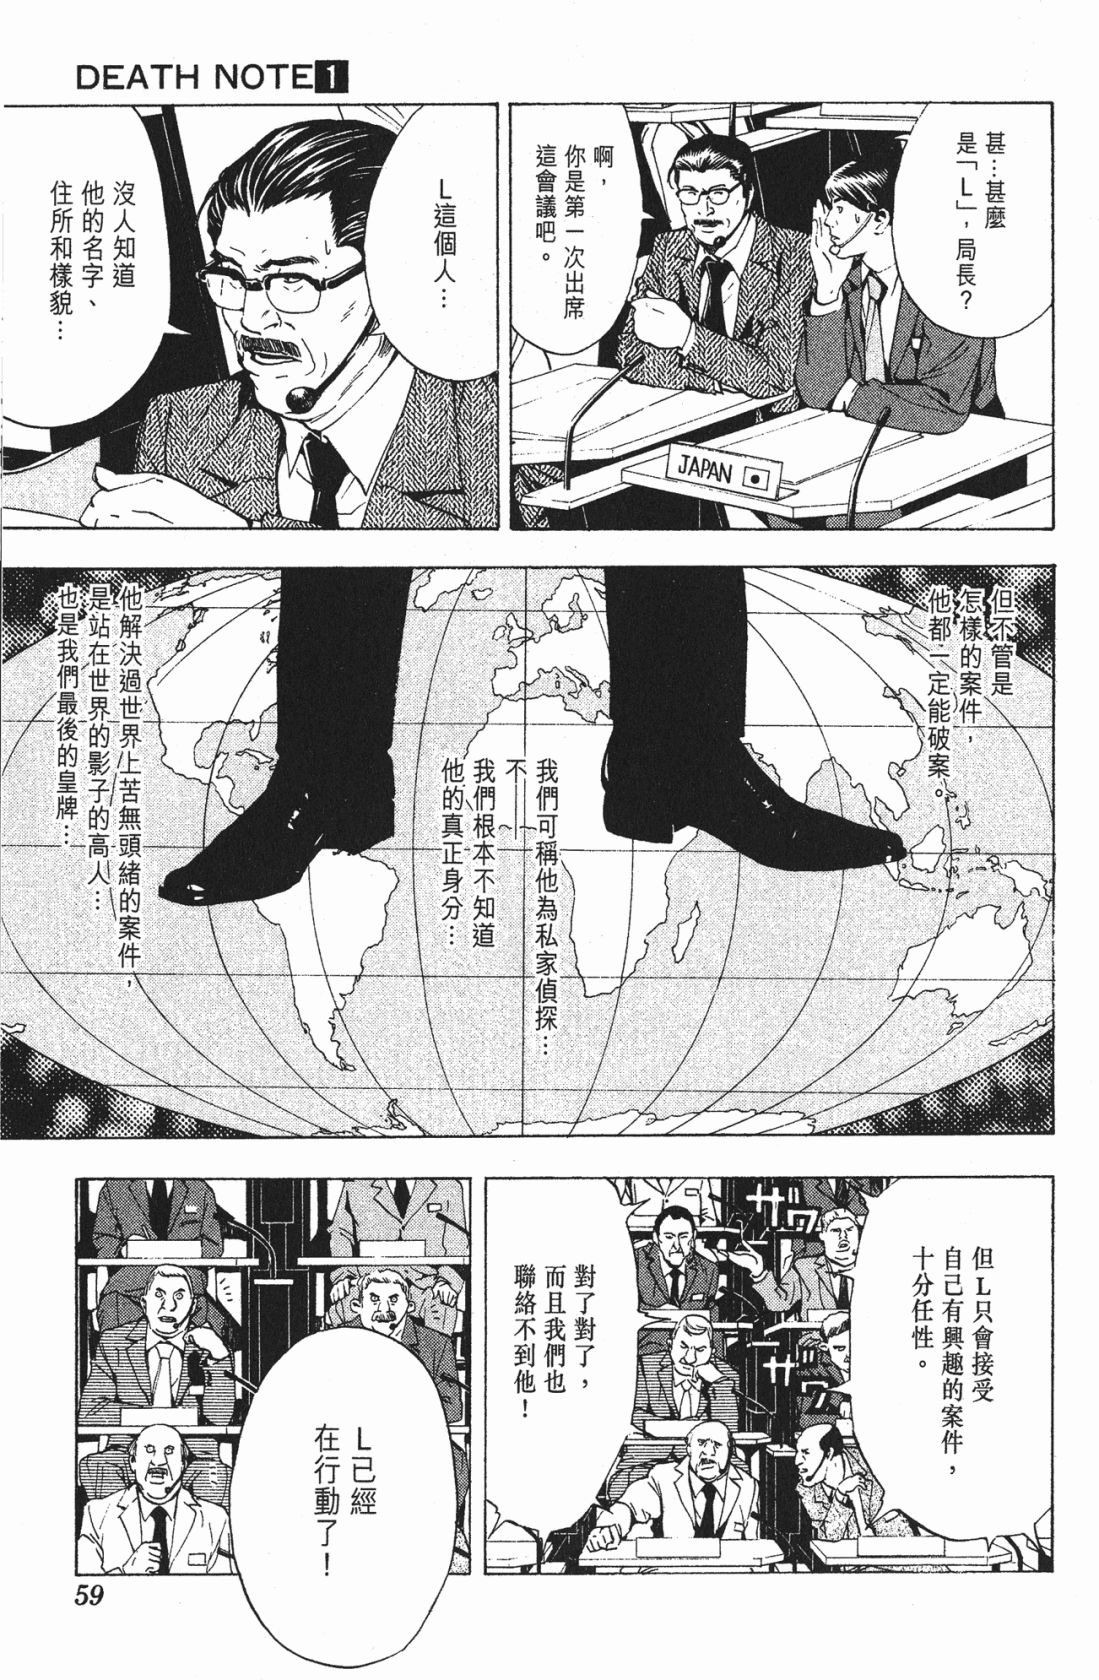 DEATH NOTE 1
甚…甚麼
是「L」，局長？
啊，
你是第一次出席
這會議吧。
JAPAN
L這個人…
沒人知道
他的名字、
住所和樣貌…
但不管是
怎樣的案件，
他都一定能破案。
我們可稱他為私家偵探…
不…
我們根本不知道
他的真正身分…
他解決過世界上苦無頭緒的案件，
是站在世界的影子的高人…
也是我們最後的皇牌…
但L只會接受
自己有興趣的案件，
十分任性。
ザワ
ザワ
對了對了，
而且我們也
聯絡不到他！
L已經
在行動了！
59